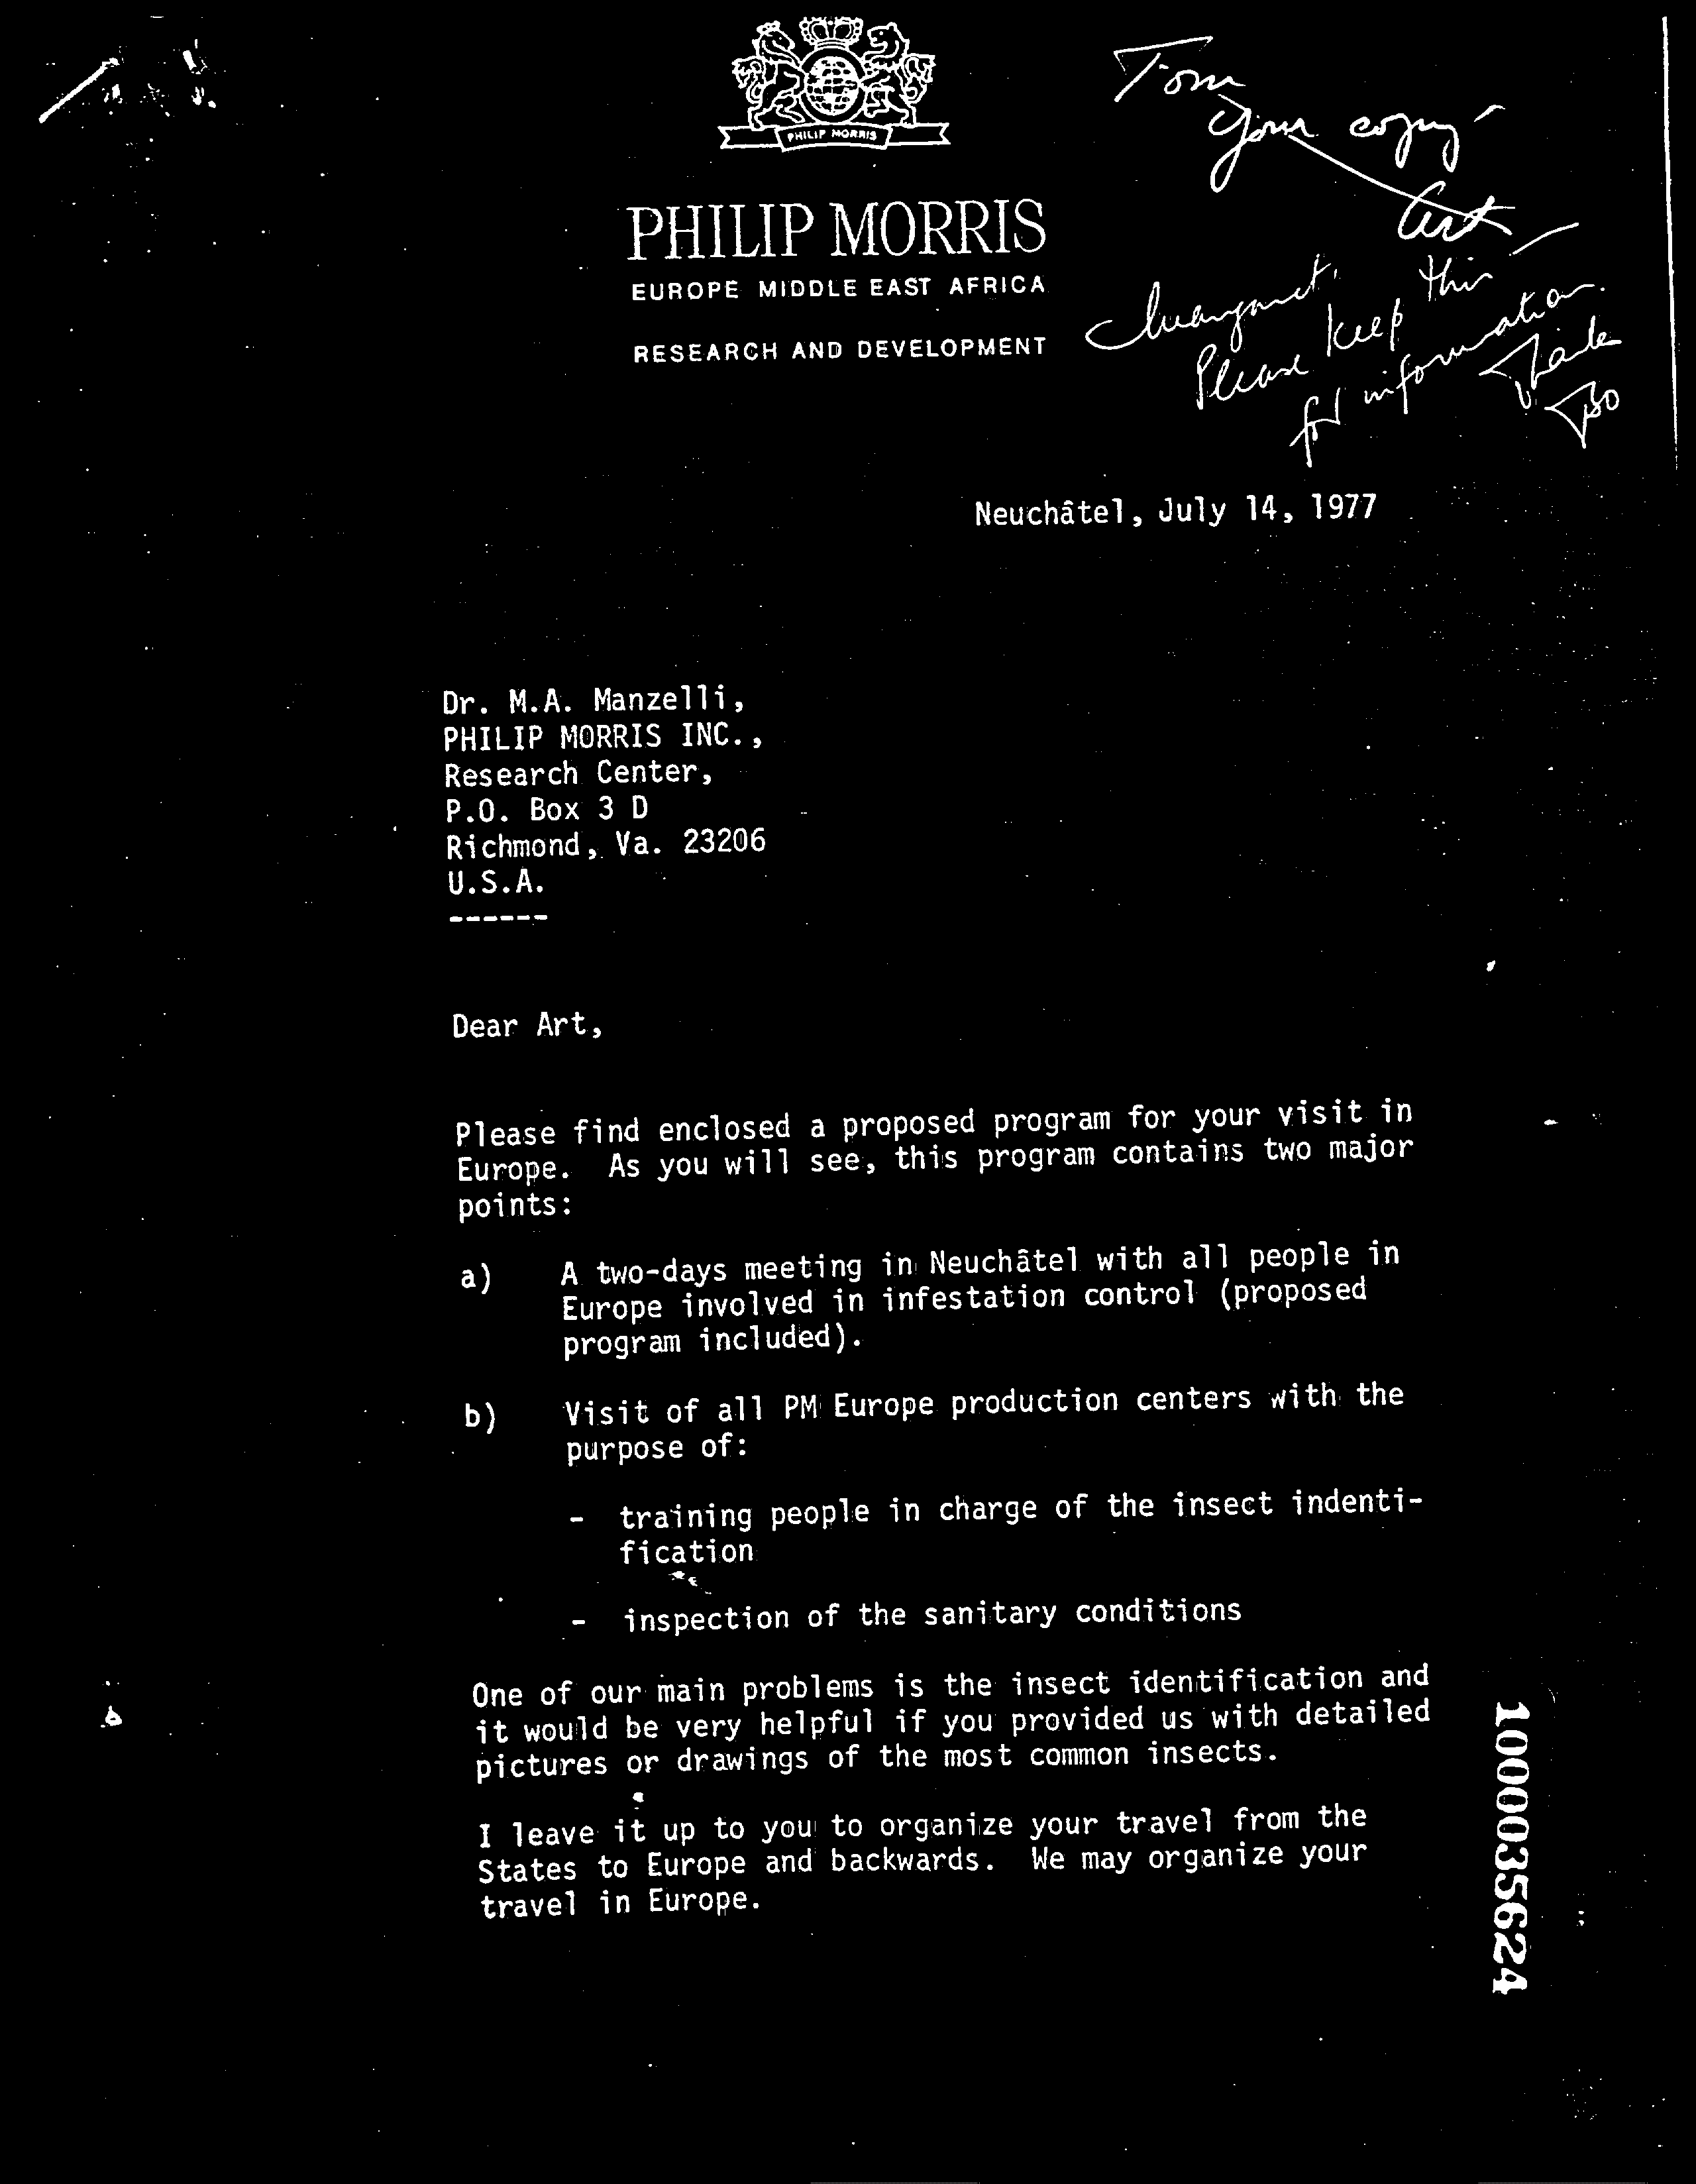 PHILIP MORRIS
PHILIP MORRIS
EUROPE MIDDLE EAST AFRICA
RESEARCH AND DEVELOPMENT
Tom
your copy
Art
Please keep this
for information.
Neuchâtel, July 14, 1977
Dr. M.A. Manzelli,
PHILIP MORRIS INC.,
Research Center,
P.O. Box 3 D
Richmond, Va. 23206
U.S.A.
------
Dear Art,
Please find enclosed a proposed program for your visit in
Europe. As you will see, this program contains two major
points:
a) A two-days meeting in Neuchâtel with all people in
Europe involved in infestation control (proposed
program included).
b) Visit of all PM Europe production centers with the
purpose of:
- training people in charge of the insect indenti-
fication
- inspection of the sanitary conditions
One of our main problems is the insect identification and
it would be very helpful if you provided us with detailed
pictures or drawings of the most common insects.
I leave it up to you to organize your travel from the
States to Europe and backwards. We may organize your
travel in Europe.
1000035624